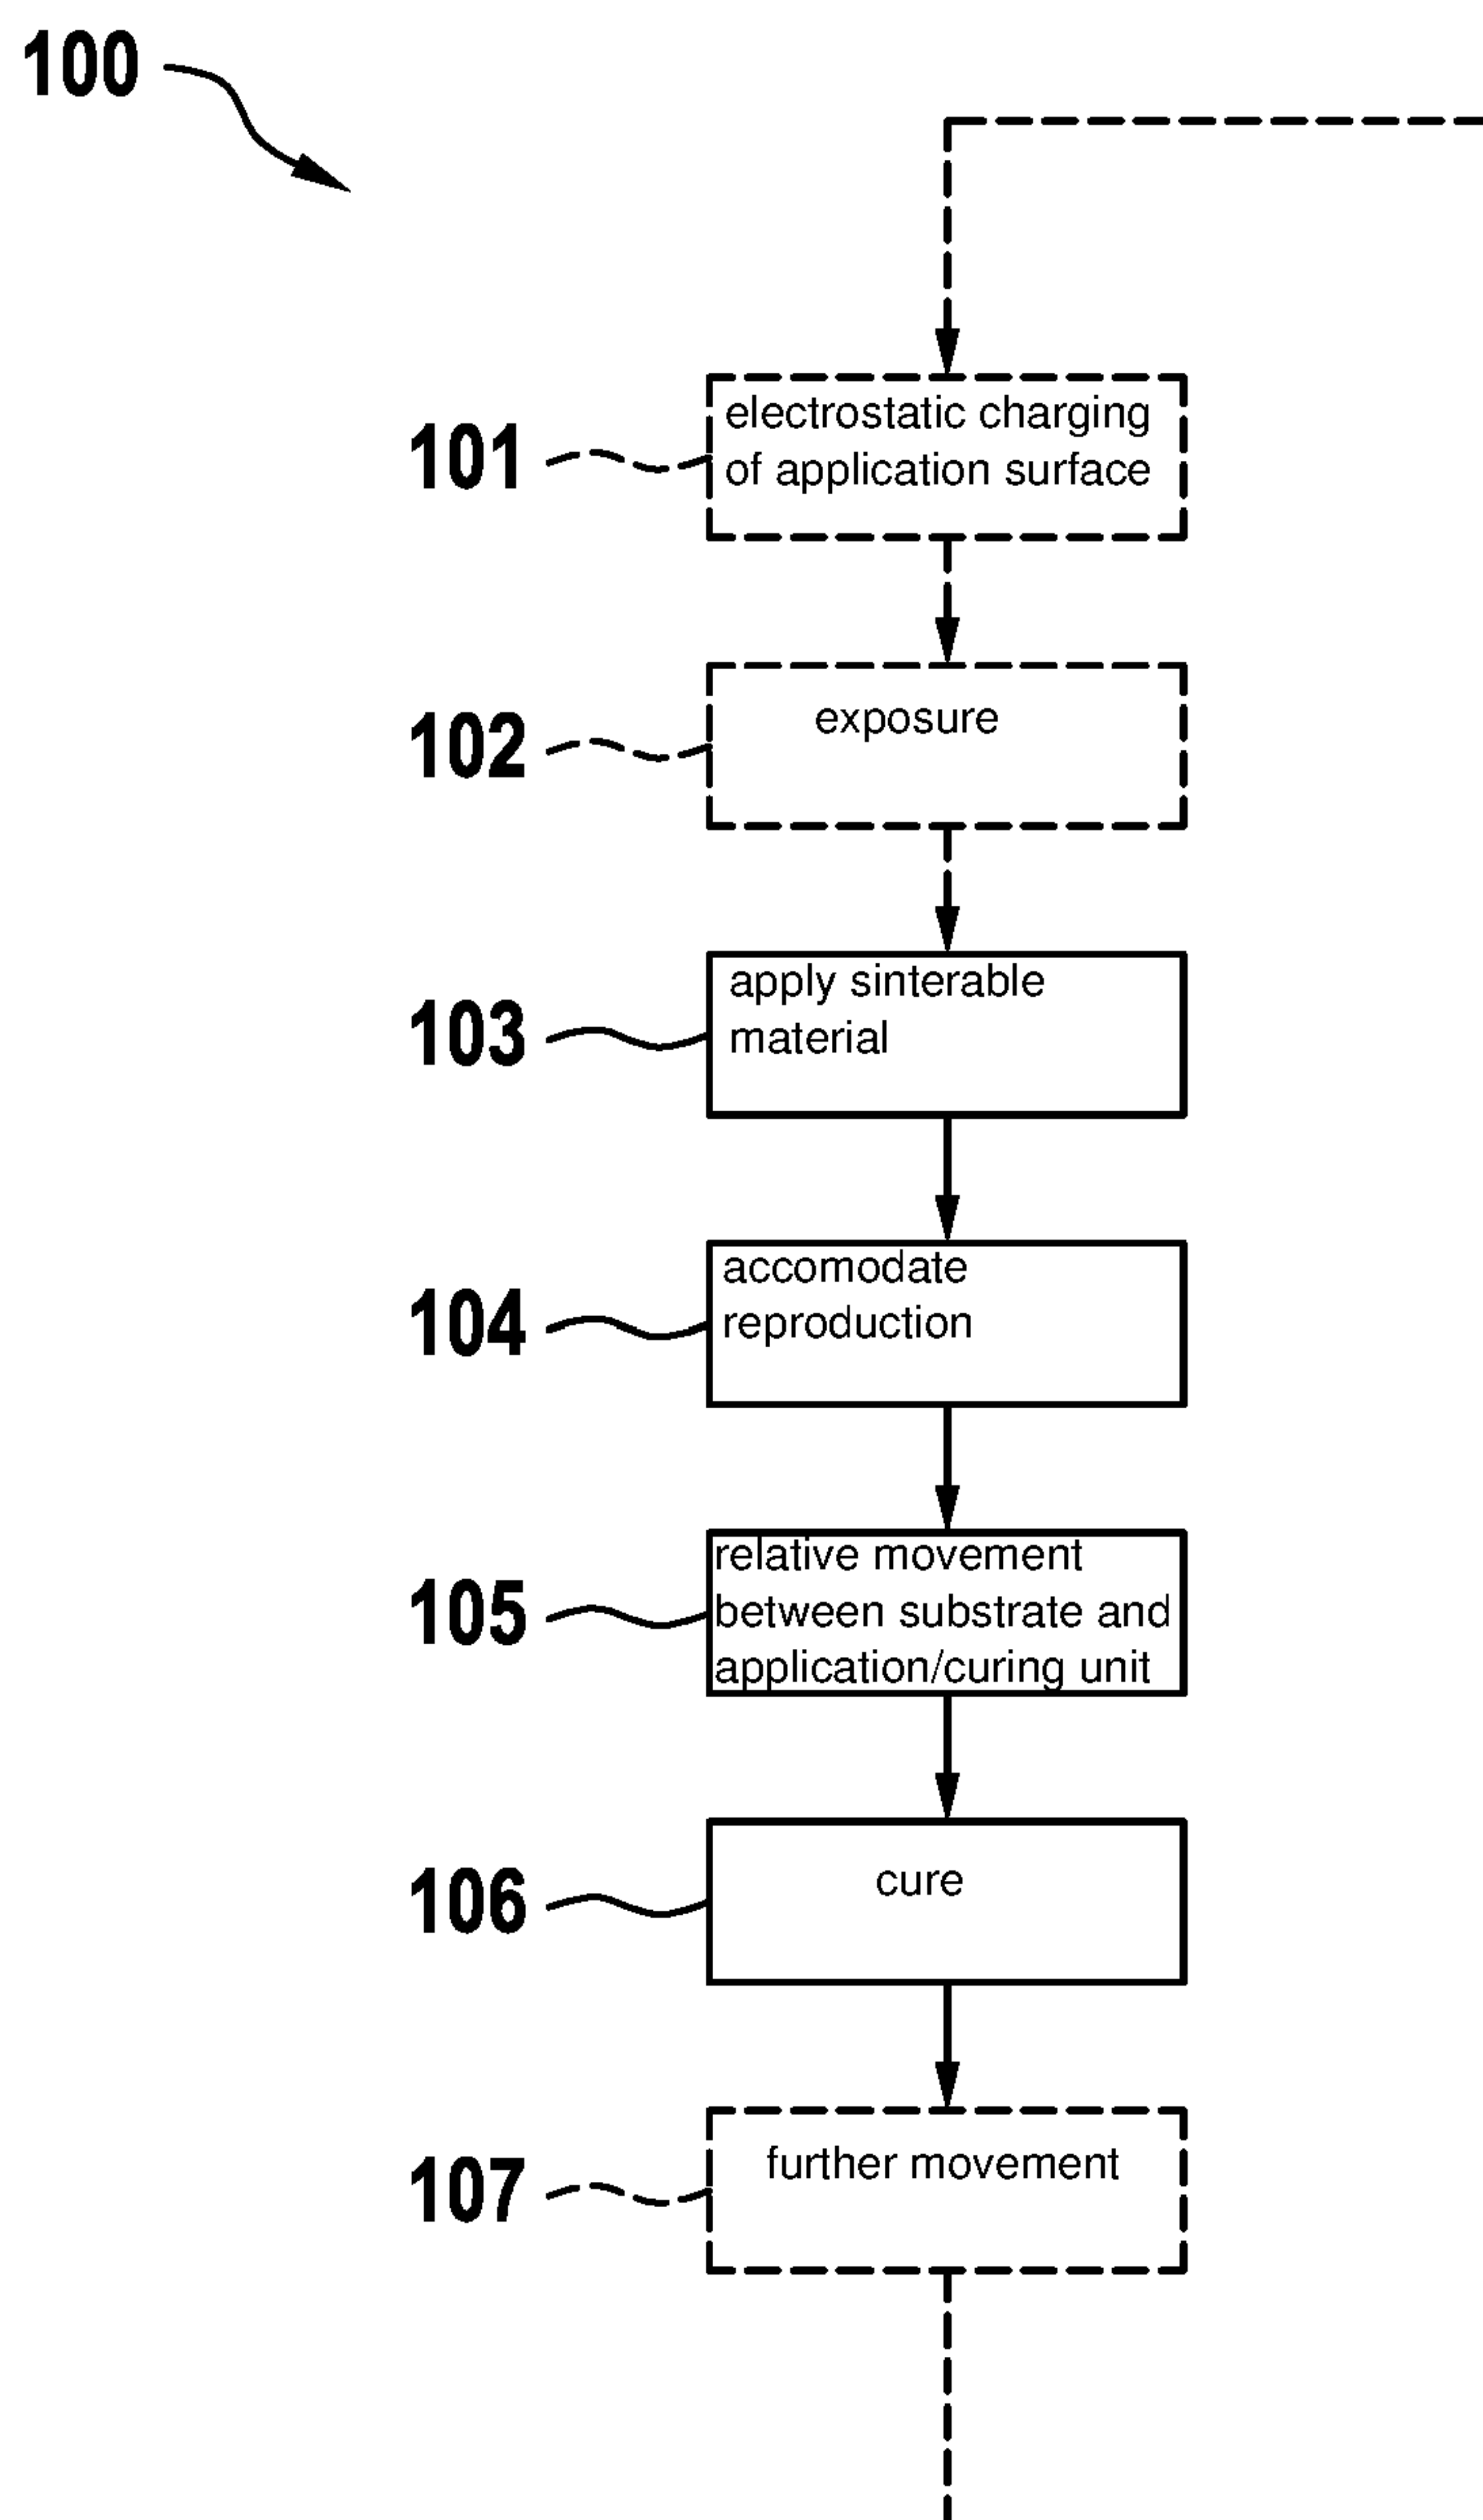 100
101
electrostatic charging
of application surface
102
exposure
103
apply sinterable
material
104
accomodate
reproduction
105
relative movement
between substrate and
application/curing unit
106
cure
107
further movement